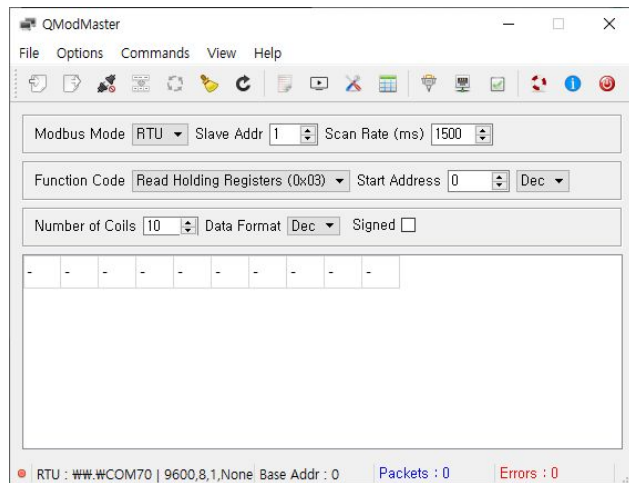 QModMaster
File Options Commands View Help
Modbus Mode RTU Slave Addr 1 Scan Rate (ms) 1500
Function Code Read Holding Registers (0x03) Start Address 0 Dec
Number of Coils 10 Data Format Dec Signed
- - - - - - - - - -
RTU : ₩₩.₩COM70 | 9600,8,1,None Base Addr : 0 Packets : 0 Errors : 0